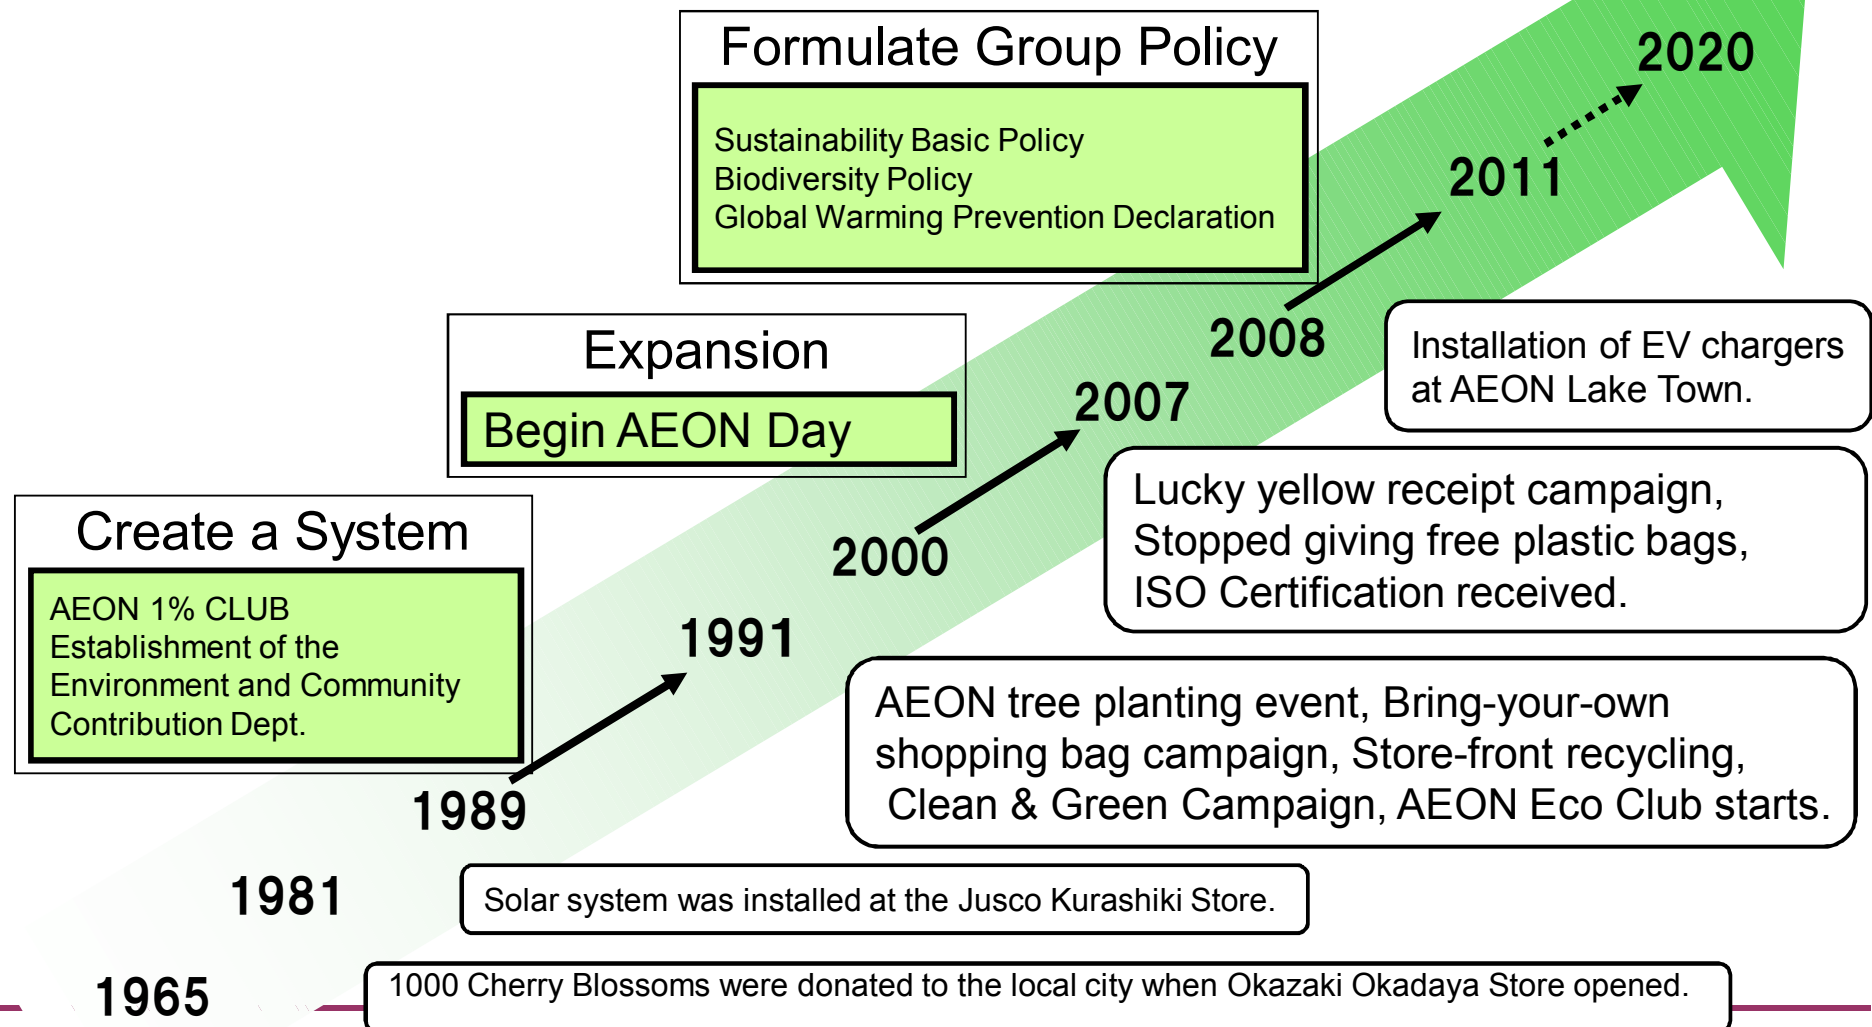 Formulate Group Policy
Sustainability Basic Policy
Biodiversity Policy
Global Warming Prevention Declaration
2020
2011
2008
Installation of EV chargers
at AEON Lake Town.
Expansion
Begin AEON Day
2007
Lucky yellow receipt campaign,
Stopped giving free plastic bags,
ISO Certification received.
2000
Create a System
AEON 1% CLUB
Establishment of the
Environment and Community
Contribution Dept.
1991
AEON tree planting event, Bring-your-own
shopping bag campaign, Store-front recycling,
Clean & Green Campaign, AEON Eco Club starts.
1989
1981
Solar system was installed at the Jusco Kurashiki Store.
1965
1000 Cherry Blossoms were donated to the local city when Okazaki Okadaya Store opened.